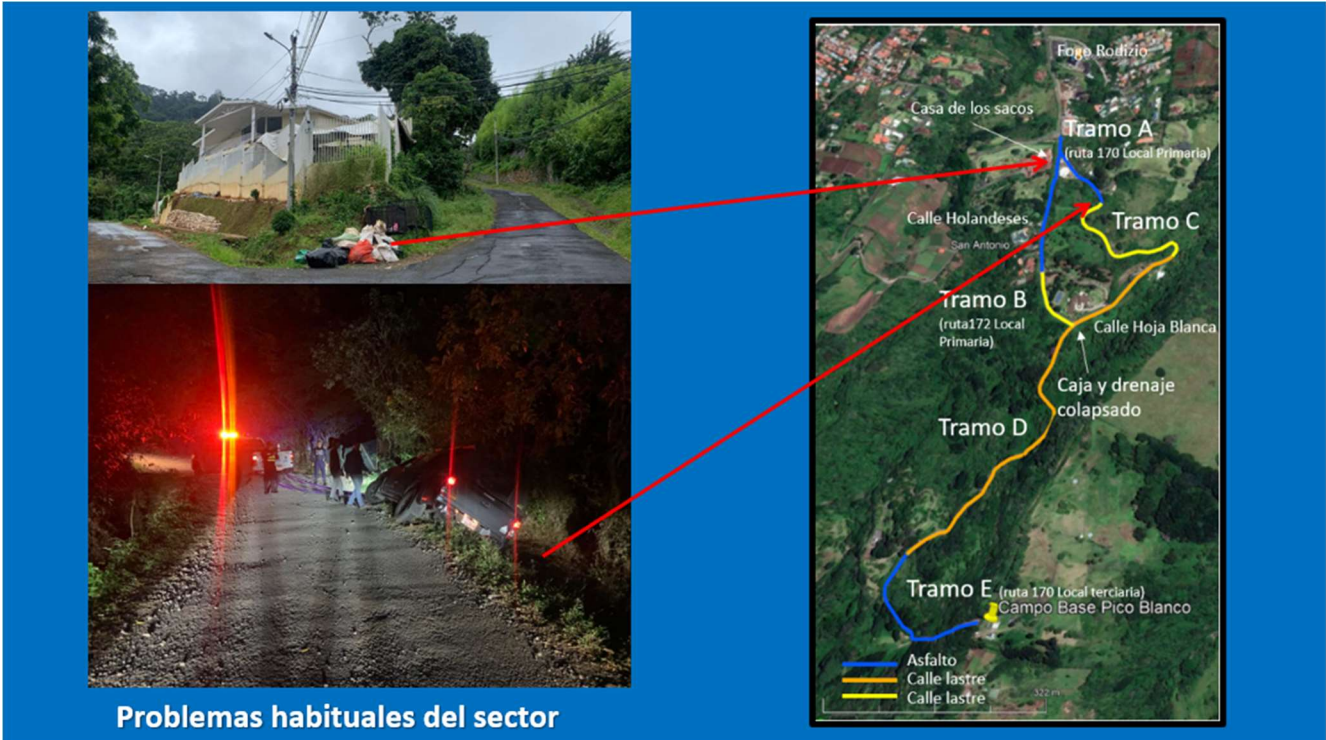 Fogo Rodizio
Casa de los sacos
Tramo A
(ruta 170 Local Primaria)
Calle Holandeses
Tramo C
San Antonio
Tramo B
(ruta172 Local
Primaria)
Calle Hoja Blanca
Caja y drenaje
colapsado
Tramo D
Tramo E (ruta 170 Local terciaria)
Campo Base Pico Blanco
Asfalto
Calle lastre
Calle lastre
322 m
Problemas habituales del sector